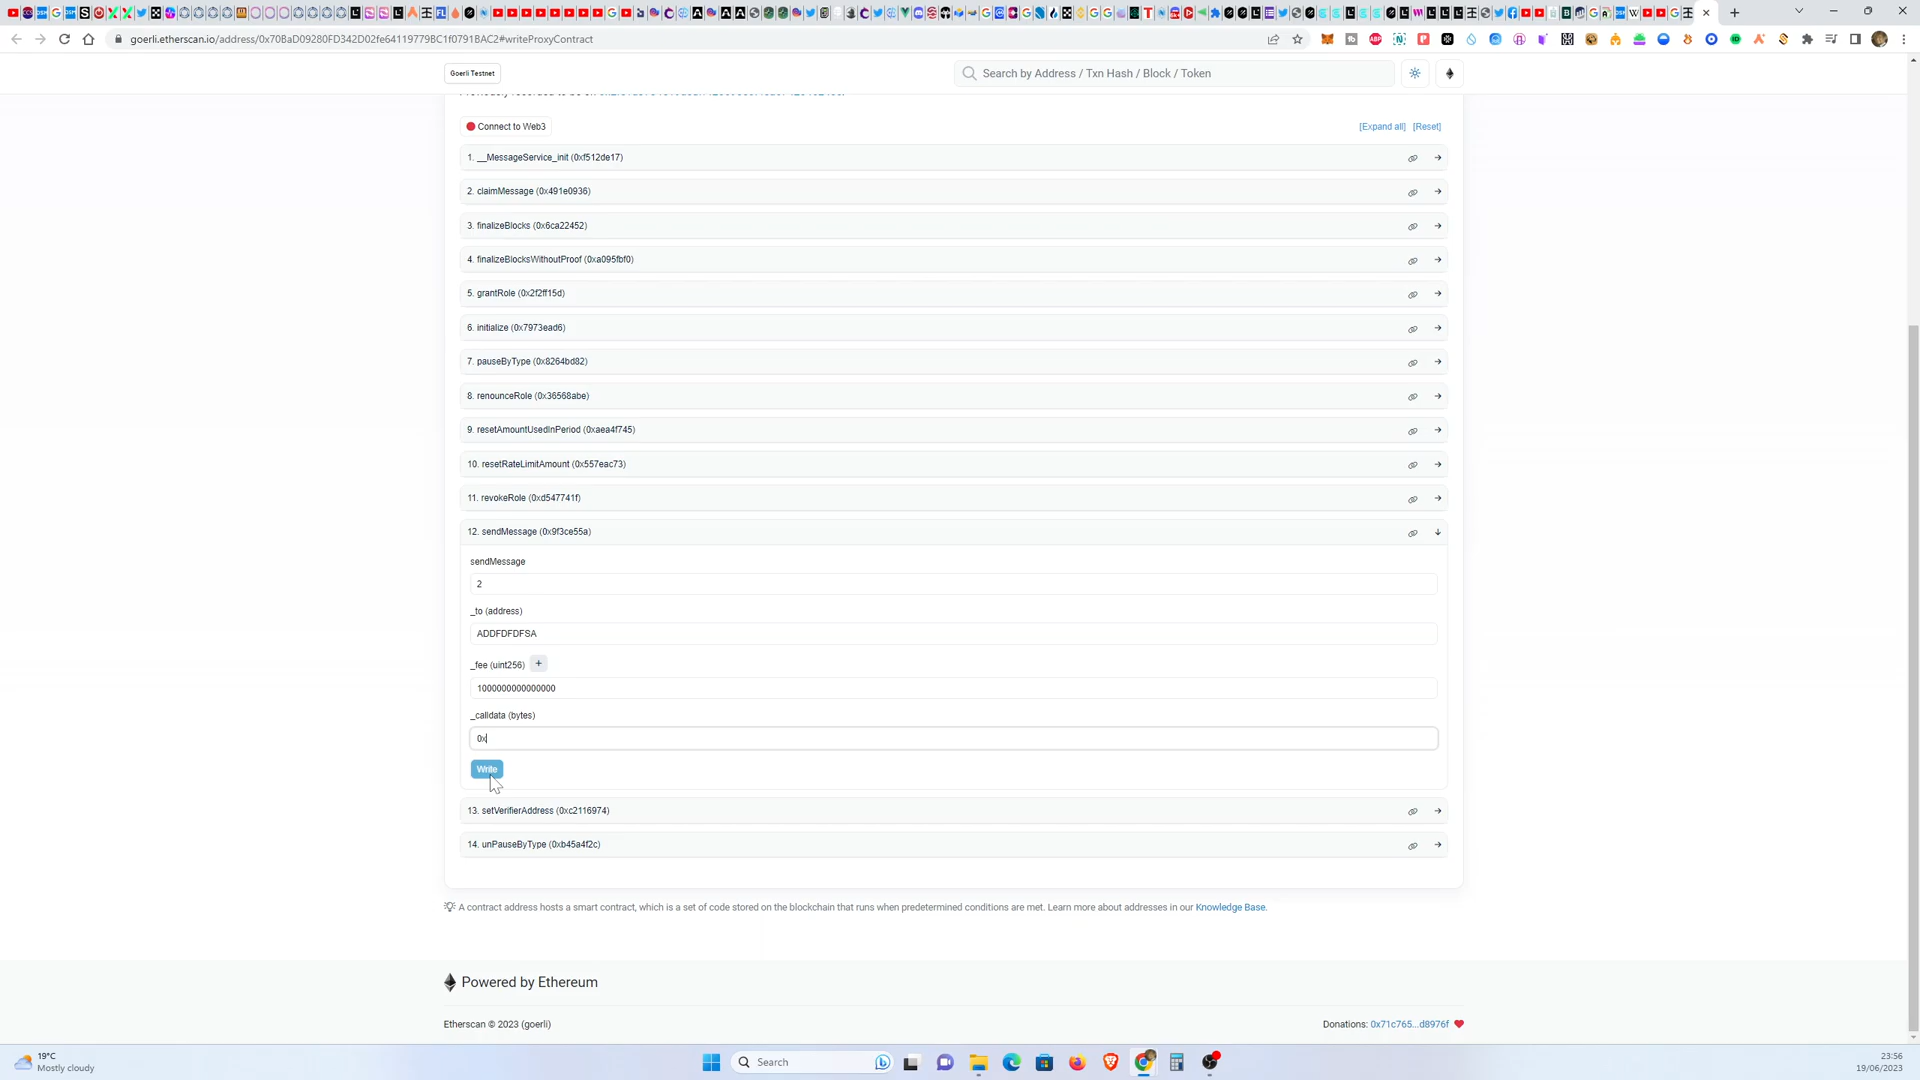 goerli.etherscan.io/address/0x70BaD09280FD342D02fe64119779BC1f0791BAC2#writeProxyContract
Goerli Testnet
Search by Address / Txn Hash / Block / Token
Connect to Web3
[Expand all] [Reset]
1. __MessageService_init (0xf512de17)
2. claimMessage (0x491e0936)
3. finalizeBlocks (0x6ca22452)
4. finalizeBlocksWithoutProof (0xa095fbf0)
5. grantRole (0x2f2ff15d)
6. initialize (0x7973ead6)
7. pauseByType (0x8264bd82)
8. renounceRole (0x36568abe)
9. resetAmountUsedInPeriod (0xaea4f745)
10. resetRateLimitAmount (0x557eac73)
11. revokeRole (0xd547741f)
12. sendMessage (0x9f3ce55a)
sendMessage
2
_to (address)
ADDFDFDFSA
_fee (uint256) +
1000000000000000
_calldata (bytes)
0x
Write
13. setVerifierAddress (0xc2116974)
14. unPauseByType (0xb45a4f2c)
A contract address hosts a smart contract, which is a set of code stored on the blockchain that runs when predetermined conditions are met. Learn more about addresses in our Knowledge Base.
Powered by Ethereum
Etherscan © 2023 (goerli)
Donations: 0x71c765...d8976f
19°C
Mostly cloudy
Search
23:56
19/06/2023